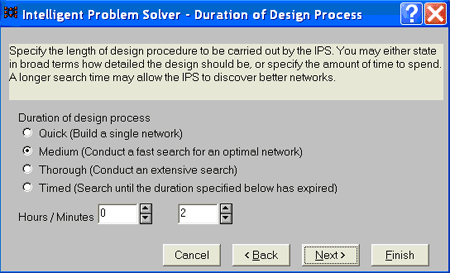 Intelligent Problem Solver - Duration of Design Process
Specify the length of design procedure to be carried out by the IPS. You may either state
in broad terms how detailed the design should be, or specify the amount of time to spend.
A longer search time may allow the IPS to discover better networks.
Duration of design process
Quick (Build a single network)
Medium (Conduct a fast search for an optimal network)
Thorough (Conduct an extensive search)
Timed (Search until the duration specified below has expired)
Hours / Minutes 0 2
Cancel < Back Next > Finish